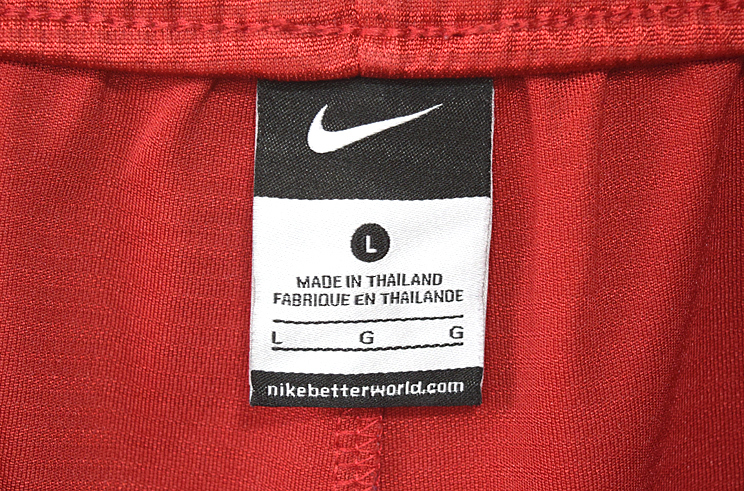 L
MADE IN THAILAND
FABRIQUE EN THAILANDE
L G G
nikebetterworld.com